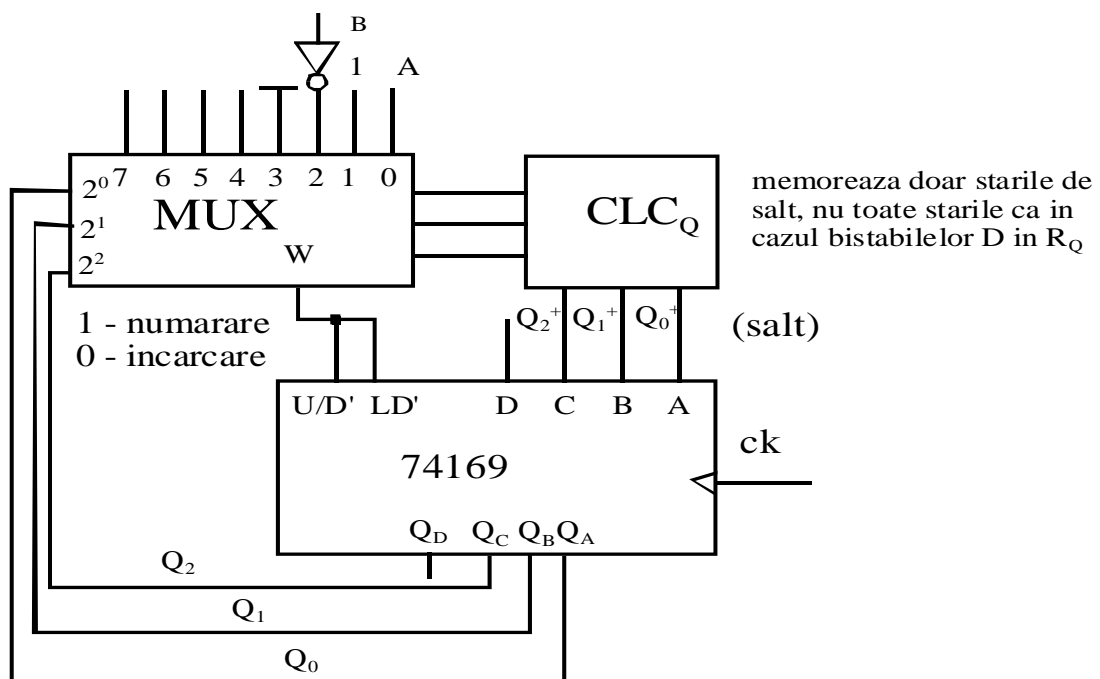 B
1 A
7 6 5 4 3 2 1 0
2⁰
2¹
2²
MUX
W
CLC_Q
memoreaza doar starile de
salt, nu toate starile ca in
cazul bistabilelor D in R_Q
1 - numarare
0 - incarcare
Q₂⁺ Q₁⁺ Q₀⁺
(salt)
U/D' LD' D C B A
74169
ck
Q_D Q_C Q_B Q_A
Q₂
Q₁
Q₀